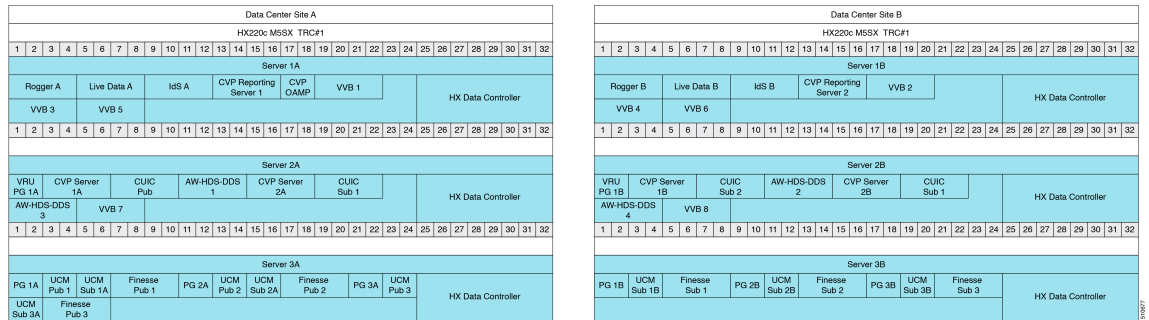 Data Center Site A
HX220c M5SX TRC#1
1 2 3 4 5 6 7 8 9 10 11 12 13 14 15 16 17 18 19 20 21 22 23 24 25 26 27 28 29 30 31 32
Server 1A
Rogger A
Live Data A
IdS A
CVP Reporting
Server 1
CVP
OAMP
VVB 1
HX Data Controller
VVB 3
VVB 5
1 2 3 4 5 6 7 8 9 10 11 12 13 14 15 16 17 18 19 20 21 22 23 24 25 26 27 28 29 30 31 32
Server 2A
VRU
PG 1A
CVP Server
1A
CUIC
Pub
AW-HDS-DDS
1
CVP Server
2A
CUIC
Sub 1
HX Data Controller
AW-HDS-DDS
3
VVB 7
1 2 3 4 5 6 7 8 9 10 11 12 13 14 15 16 17 18 19 20 21 22 23 24 25 26 27 28 29 30 31 32
Server 3A
PG 1A
UCM
Pub 1
UCM
Sub 1A
Finesse
Pub 1
PG 2A
UCM
Pub 2
UCM
Sub 2A
Finesse
Pub 2
PG 3A
UCM
Pub 3
HX Data Controller
UCM
Sub 3A
Finesse
Pub 3
Data Center Site B
HX220c M5SX TRC#1
1 2 3 4 5 6 7 8 9 10 11 12 13 14 15 16 17 18 19 20 21 22 23 24 25 26 27 28 29 30 31 32
Server 1B
Rogger B
Live Data B
IdS B
CVP Reporting
Server 2
VVB 2
HX Data Controller
VVB 4
VVB 6
1 2 3 4 5 6 7 8 9 10 11 12 13 14 15 16 17 18 19 20 21 22 23 24 25 26 27 28 29 30 31 32
Server 2B
VRU
PG 1B
CVP Server
1B
CUIC
Sub 2
AW-HDS-DDS
2
CVP Server
2B
CUIC
Sub 1
HX Data Controller
AW-HDS-DDS
4
VVB 8
1 2 3 4 5 6 7 8 9 10 11 12 13 14 15 16 17 18 19 20 21 22 23 24 25 26 27 28 29 30 31 32
Server 3B
PG 1B
UCM
Sub 1B
Finesse
Sub 1
PG 2B
UCM
Sub 2B
Finesse
Sub 2
PG 3B
UCM
Sub 3B
Finesse
Sub 3
HX Data Controller
510677